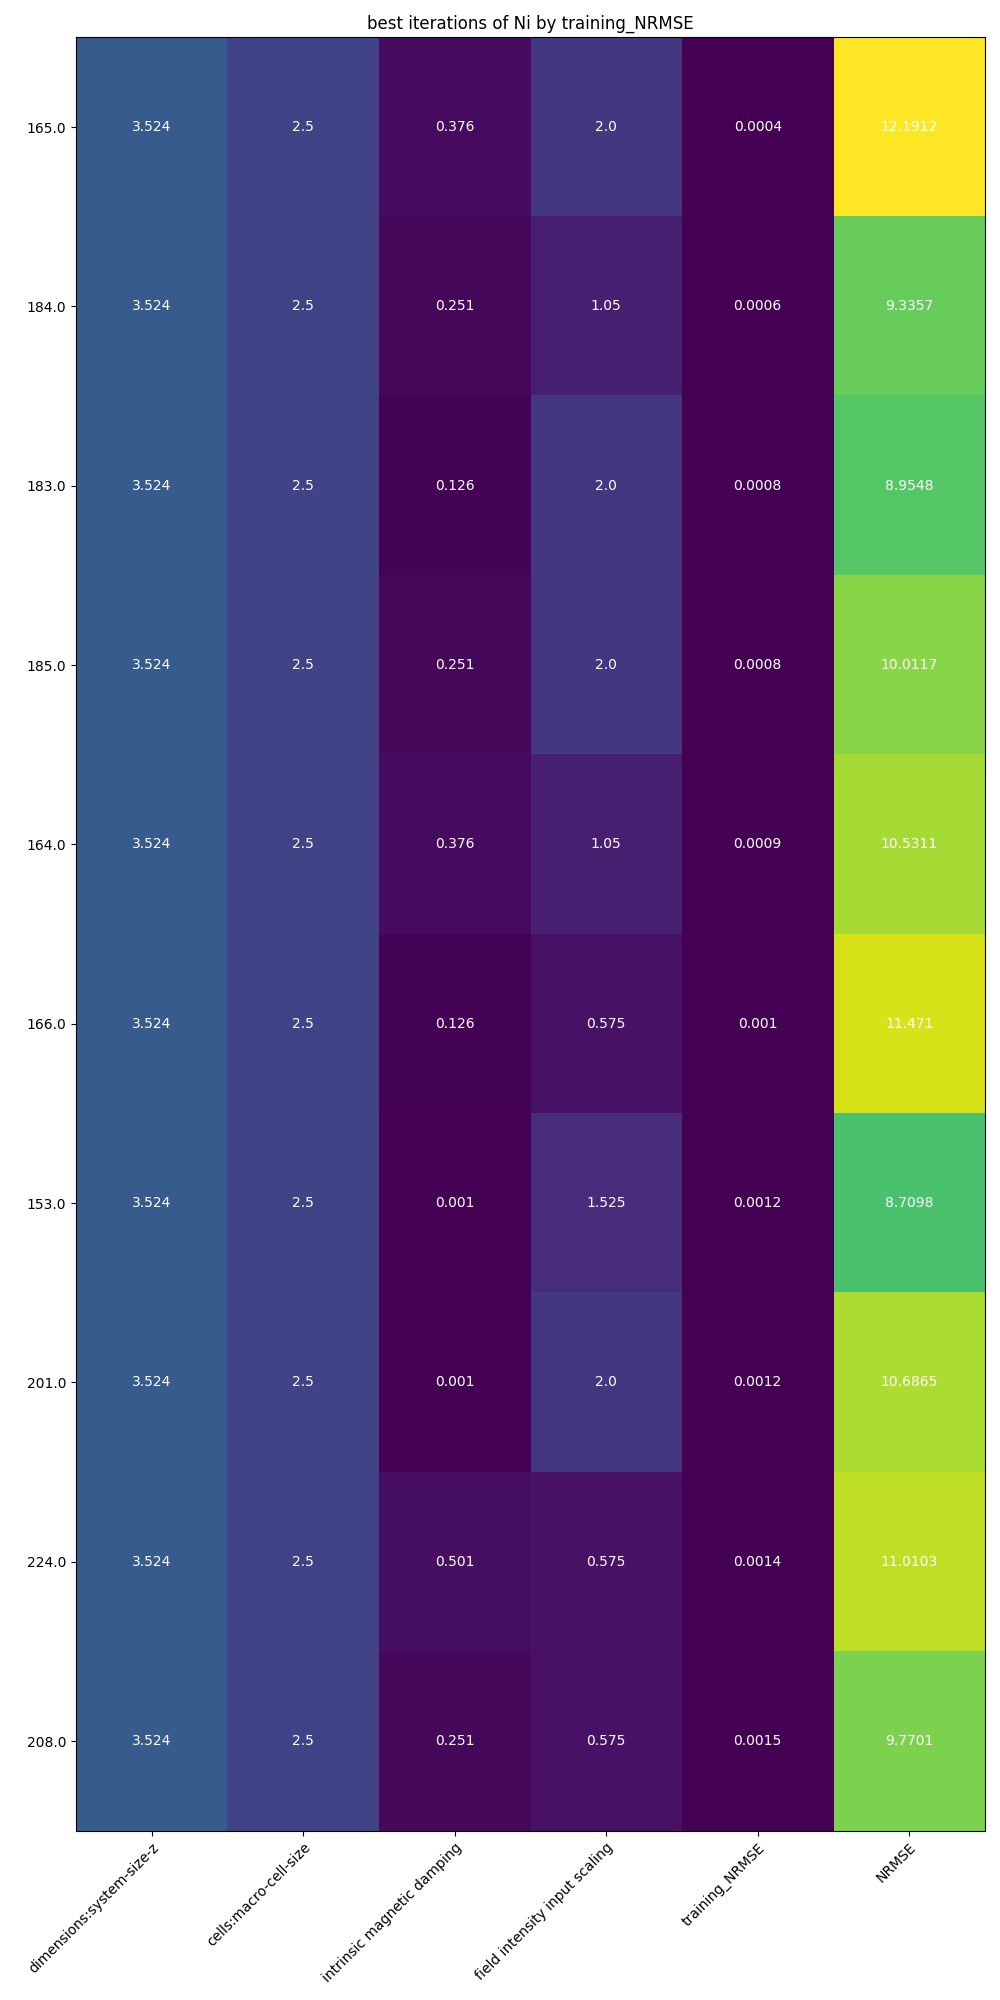 best iterations of Ni by training_NRMSE
165.0 3.524 2.5 0.376 2.0 0.0004 12.1912
184.0 3.524 2.5 0.251 1.05 0.0006 9.3357
183.0 3.524 2.5 0.126 2.0 0.0008 8.9548
185.0 3.524 2.5 0.251 2.0 0.0008 10.0117
164.0 3.524 2.5 0.376 1.05 0.0009 10.5311
166.0 3.524 2.5 0.126 0.575 0.001 11.471
153.0 3.524 2.5 0.001 1.525 0.0012 8.7098
201.0 3.524 2.5 0.001 2.0 0.0012 10.6865
224.0 3.524 2.5 0.501 0.575 0.0014 11.0103
208.0 3.524 2.5 0.251 0.575 0.0015 9.7701
dimensions:system-size-z
cells:macro-cell-size
intrinsic magnetic damping
field intensity input scaling
training_NRMSE
NRMSE